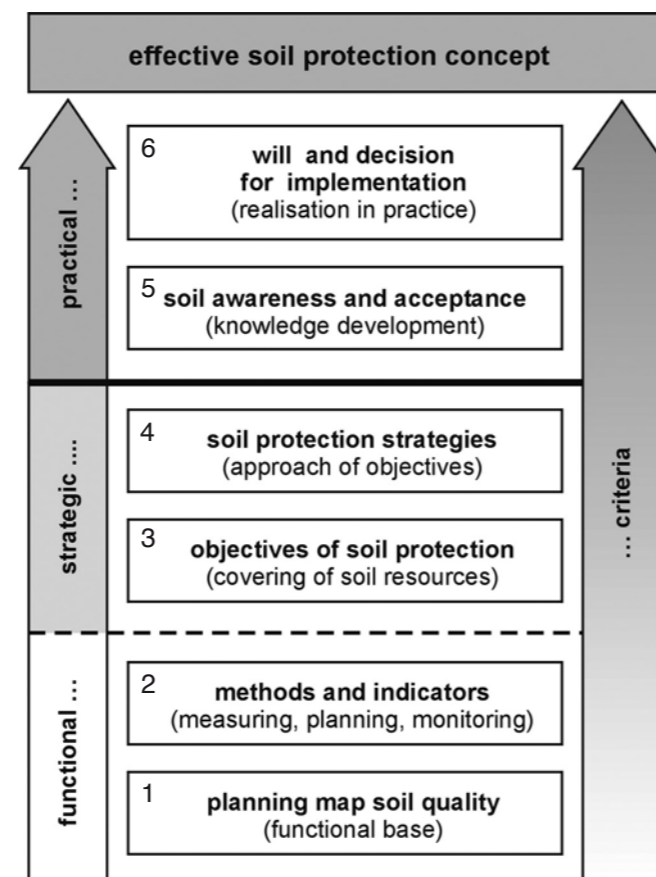 effective soil protection concept
6
will and decision
for implementation
(realisation in practice)
practical ...
5
soil awareness and acceptance
(knowledge development)
4
soil protection strategies
(approach of objectives)
strategic ....
3
objectives of soil protection
(covering of soil resources)
... criteria
2
methods and indicators
(measuring, planning, monitoring)
functional ...
1
planning map soil quality
(functional base)